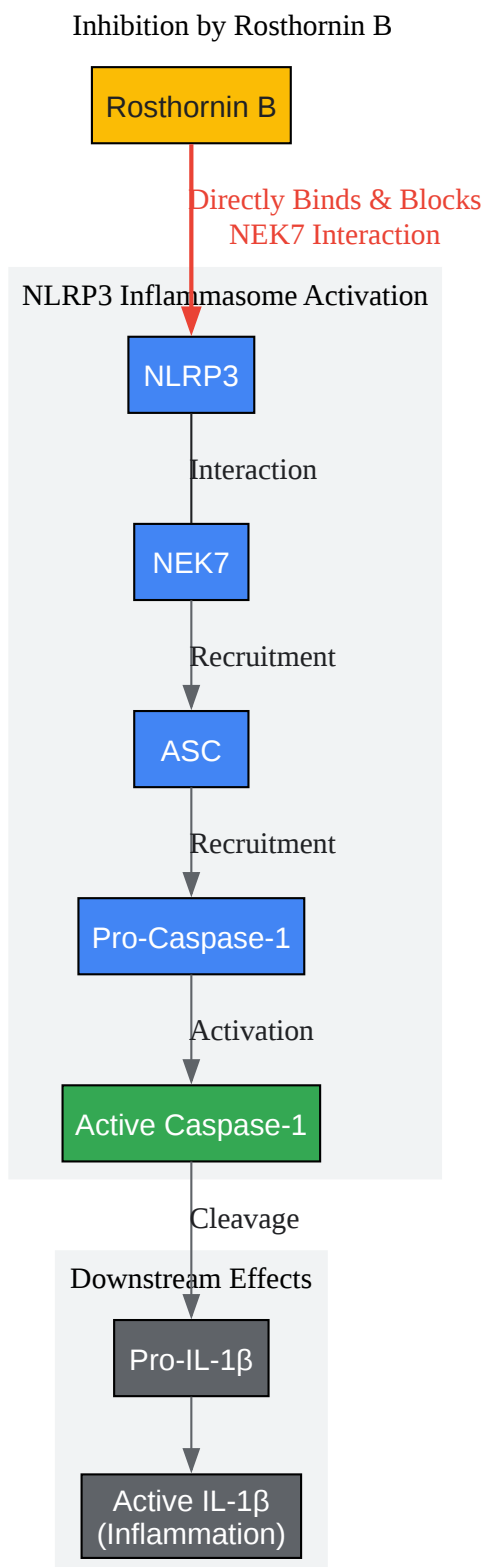 Inhibition by Rosthornin B
Rosthornin B
Directly Binds & Blocks
NEK7 Interaction
NLRP3 Inflammasome Activation
NLRP3
Interaction
NEK7
Recruitment
ASC
Recruitment
Pro-Caspase-1
Activation
Active Caspase-1
Cleavage
Downstream Effects
Pro-IL-1β
Active IL-1β
(Inflammation)